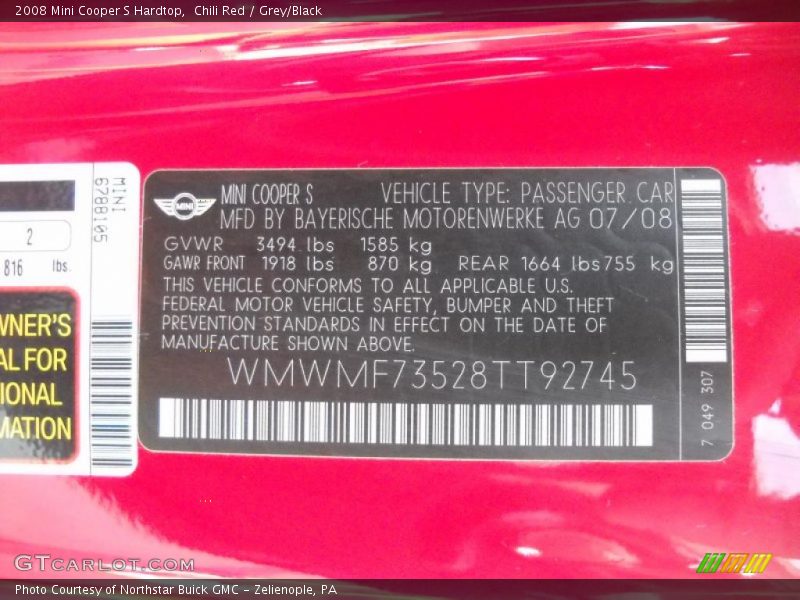 2008 Mini Cooper S Hardtop,  Chili Red / Grey/Black
MINI
6788105
2
816 lbs.
WNER'S
AL FOR
IONAL
MATION
MINI
MINI COOPER S VEHICLE TYPE: PASSENGER CAR
MFD BY BAYERISCHE MOTORENWERKE AG 07/08
GVWR 3494 lbs 1585 kg
GAWR FRONT 1918 lbs 870 kg REAR 1664 lbs 755 kg
THIS VEHICLE CONFORMS TO ALL APPLICABLE U.S.
FEDERAL MOTOR VEHICLE SAFETY, BUMPER AND THEFT
PREVENTION STANDARDS IN EFFECT ON THE DATE OF
MANUFACTURE SHOWN ABOVE.
WMWMF73528TT92745
7 049 307
GTCARLOT.COM
Photo Courtesy of Northstar Buick GMC - Zelienople, PA